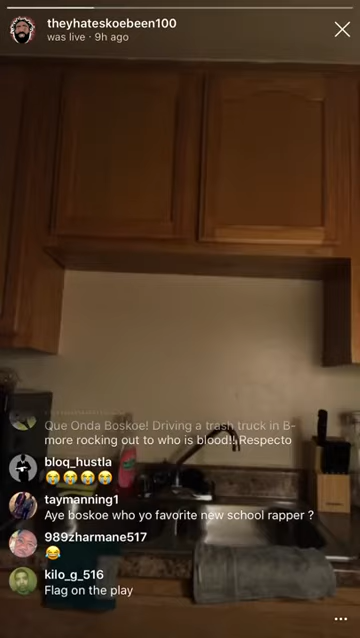 theyhateskoebeen100
was live · 9h ago
Que Onda Boskoe! Driving a trash truck in B-
more rocking out to who is blood!!.Respecto
bloq_hustla
😭😭😭😭
taymanning1
Aye boskoe who yo favorite new school rapper ?
989zharmane517
😂
kilo_g_516
Flag on the play